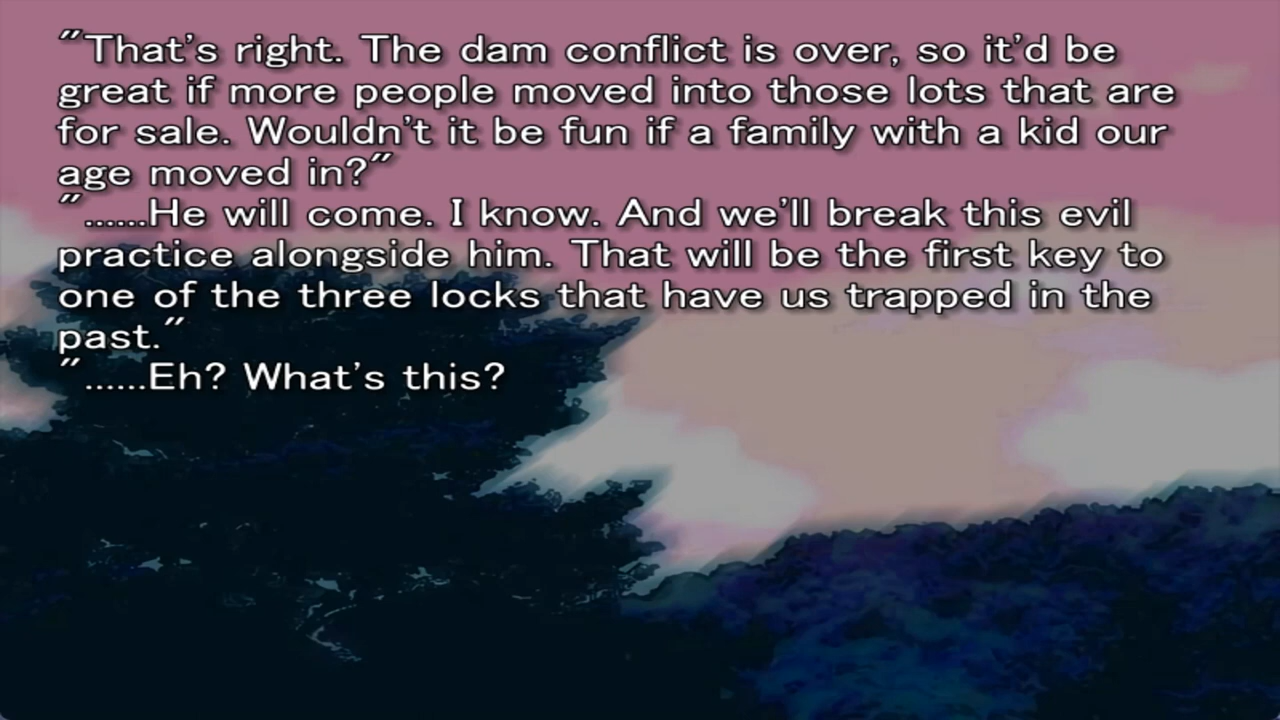 "That's right. The dam conflict is over, so it'd be
great if more people moved into those lots that are
for sale. Wouldn't it be fun if a family with a kid our
age moved in?"
"......He will come. I know. And we'll break this evil
practice alongside him. That will be the first key to
one of the three locks that have us trapped in the
past."
"......Eh? What's this?